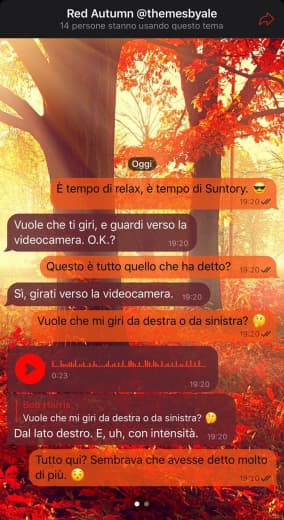 Red Autumn @themesbyale
14 persone stanno usando questo tema
Oggi
È tempo di relax, è tempo di Suntory. 😎
19:20
Vuole che ti giri, e guardi verso la
videocamera. O.K.?
19:20
Questo è tutto quello che ha detto?
19:20
Sì, girati verso la videocamera.
19:20
Vuole che mi giri da destra o da sinistra? 🤔
19:20
0:23
19:20
Bob Harris
Vuole che mi giri da destra o da sinistra? 🤔
Dal lato destro. E, uh, con intensità.
19:20
Tutto qui? Sembrava che avesse detto molto
di più. 😥
19:20